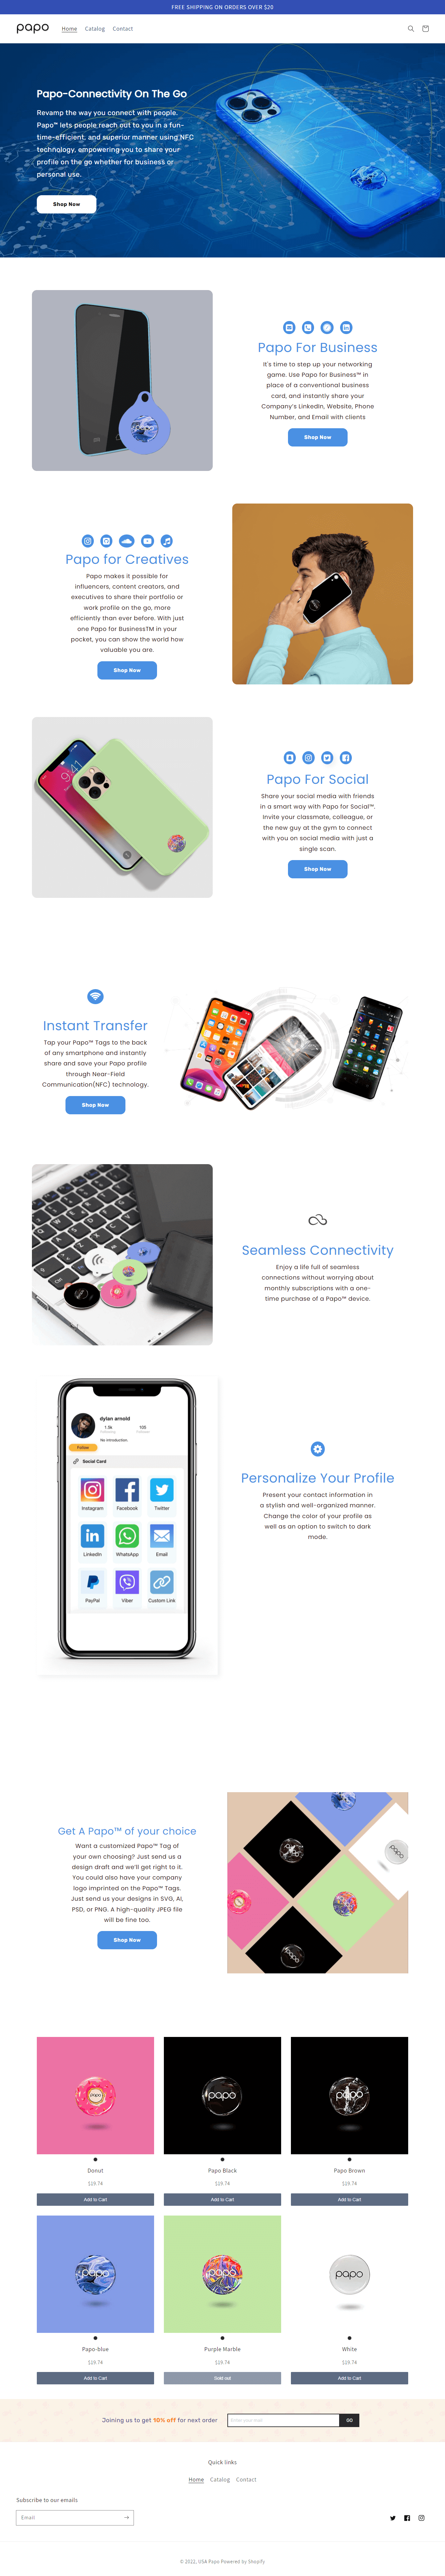 FREE SHIPPING ON ORDERS OVER $20
papo
Home Catalog Contact
Papo-Connectivity On The Go
Revamp the way you connect with people.
Papo™ lets people reach out to you in a fun-
time-efficient, and superior manner using NFC
technology, empowering you to share your
profile on the go whether for business or
personal use.
Shop Now
Papo For Business
It's time to step up your networking
game. Use Papo for Business™ in
place of a conventional business
card, and instantly share your
Company's LinkedIn, Website, Phone
Number, and Email with clients
Shop Now
Papo for Creatives
Papo makes it possible for
influencers, content creators, and
executives to share their portfolio or
work profile on the go, more
efficiently than ever before. With just
one Papo for BusinessTM in your
pocket, you can show the world how
valuable you are.
Shop Now
9:41
Papo For Social
Share your social media with friends
in a smart way with Papo for Social™.
Invite your classmate, colleague, or
the new guy at the gym to connect
with you on social media with just a
single scan.
Shop Now
Instant Transfer
Tap your Papo™ Tags to the back
of any smartphone and instantly
share and save your Papo profile
through Near-Field
Communication(NFC) technology.
Shop Now
Seamless Connectivity
Enjoy a life full of seamless
connections without worrying about
monthly subscriptions with a one-
time purchase of a Papo™ device.
dylan arnold
1.5k 105
No introduction.
Follow
Social Card
Instagram Facebook Twitter
LinkedIn WhatsApp Email
PayPal Viber Custom Link
Personalize Your Profile
Present your contact information in
a stylish and well-organized manner.
Change the color of your profile as
well as an option to switch to dark
mode.
Get A Papo™ of your choice
Want a customized Papo™ Tag of
your own choosing? Just send us a
design draft and we'll get right to it.
You could also have your company
logo imprinted on the Papo™ Tags.
Just send us your designs in SVG, AI,
PSD, or PNG. A high-quality JPEG file
will be fine too.
Shop Now
papo
papo
papo
Donut
$19.74
Add to Cart
Papo Black
$19.74
Add to Cart
Papo Brown
$19.74
Add to Cart
papo
papo
papo
Papo-blue
$19.74
Add to Cart
Purple Marble
$19.74
Sold out
White
$19.74
Add to Cart
Joining us to get 10% off for next order
GO
Quick links
Home Catalog Contact
Subscribe to our emails
Email
© 2022, USA Papo Powered by Shopify